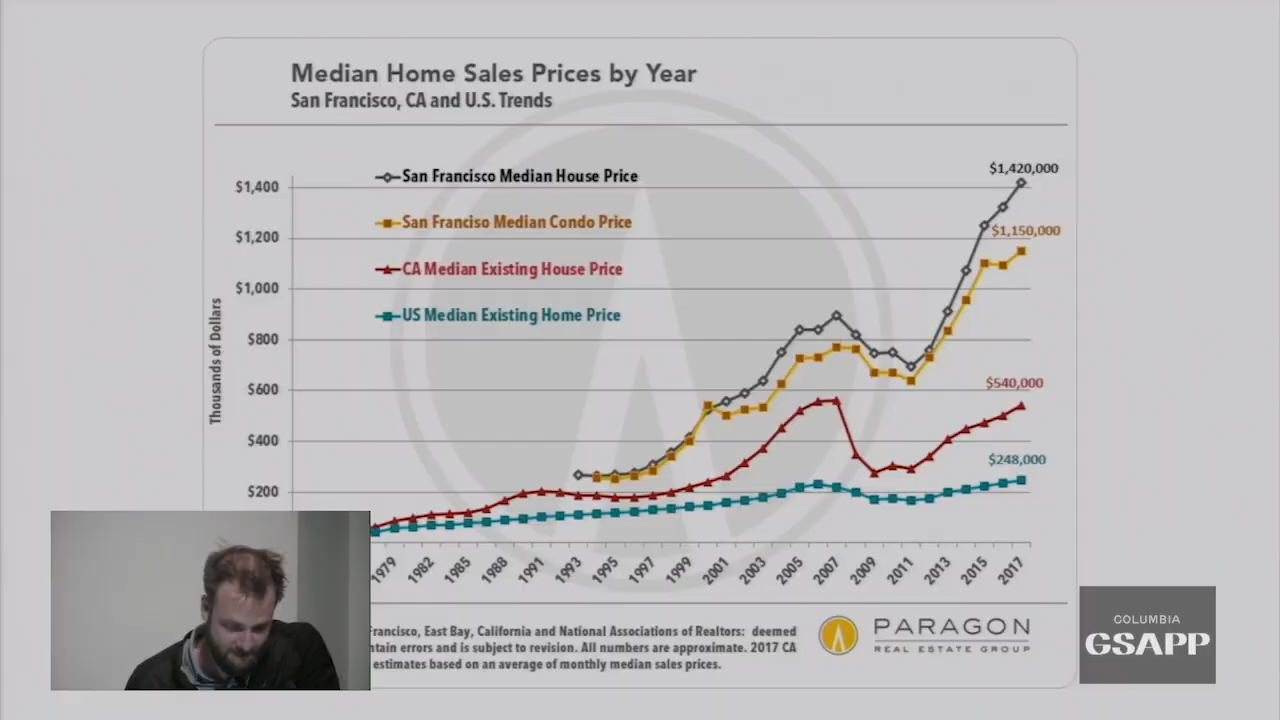 Median Home Sales Prices by Year
San Francisco, CA and U.S. Trends
$1,420,000
San Francisco Median House Price
$1,400
San Franciso Median Condo Price
$1,150,000
$1,200
CA Median Existing House Price
$1,000
US Median Existing Home Price
Thousands of Dollars
$800
$600
$540,000
$400
$248,000
$200
1979
1982
1985
1988
1991
1993
1995
1997
1999
2001
2003
2005
2007
2009
2011
2013
2015
2017
Francisco, East Bay, California and National Associations of Realtors: deemed
errors and is subject to revision. All numbers are approximate. 2017 CA
estimates based on an average of monthly median sales prices.
PARAGON
REAL ESTATE GROUP
COLUMBIA
GSAPP